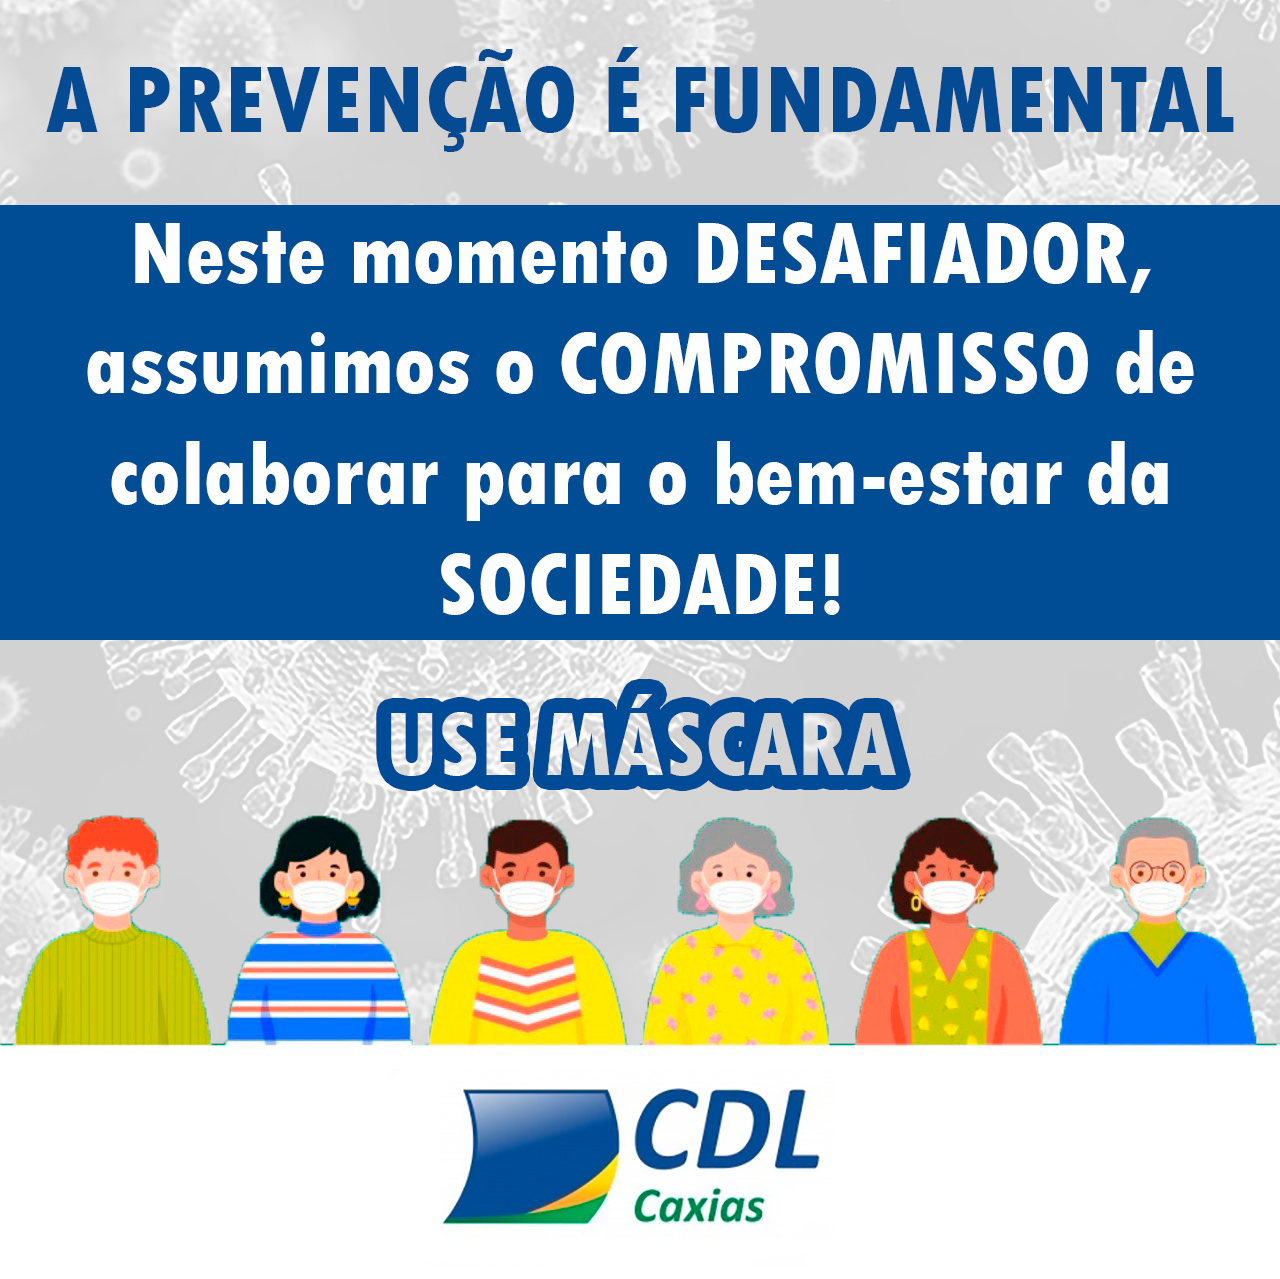 A PREVENÇÃO É FUNDAMENTAL
Neste momento DESAFIADOR,
assumimos o COMPROMISSO de
colaborar para o bem-estar da
SOCIEDADE!
USE MÁSCARA
CDL
Caxias